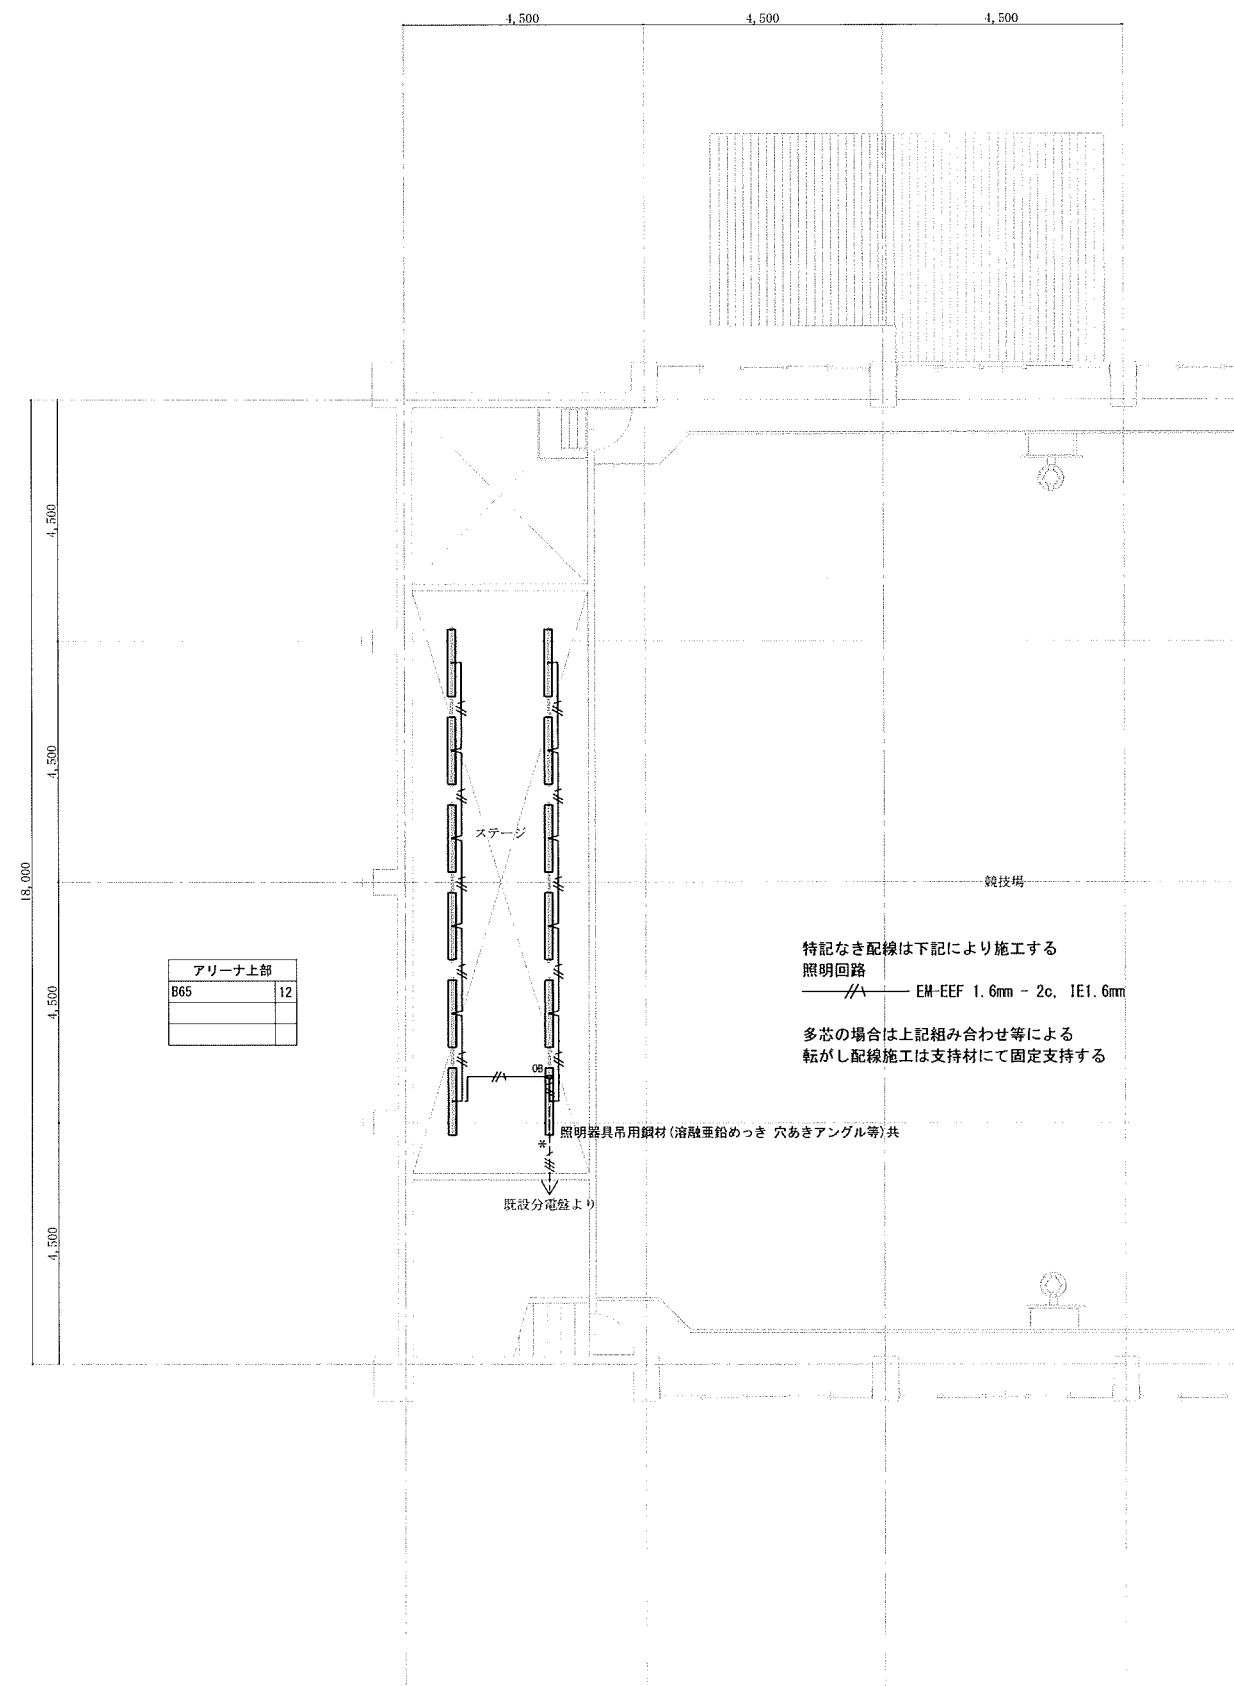 4,500
4,500
4,500
4,500
4,500
18,000
4,500
4,500
ステージ
競技場
アリーナ上部
B65 12
特記なき配線は下記により施工する
照明回路
EM-EEF 1.6mm - 2c, IE1.6mm
多芯の場合は上記組み合わせ等による
転がし配線施工は支持材にて固定支持する
OB
照明器具吊用鋼材(溶融亜鉛めっき 穴あきアングル等)共
*
既設分電盤より